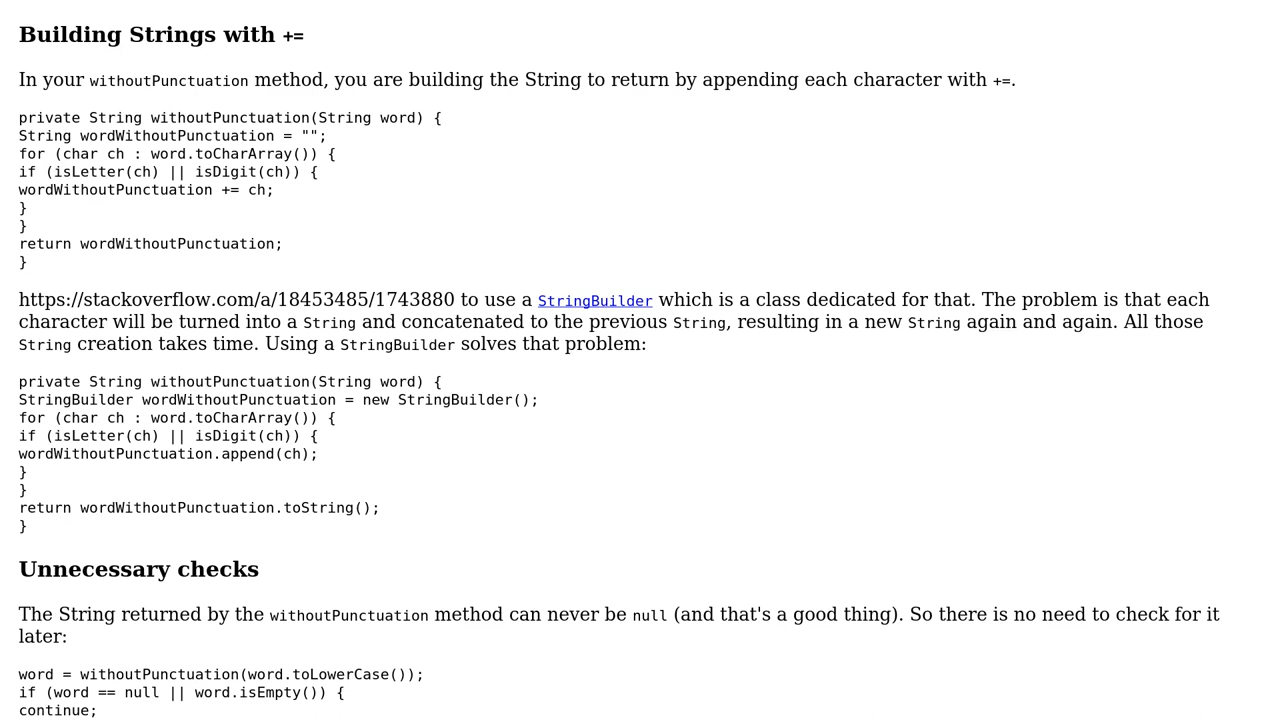 Building Strings with +=
In your withoutPunctuation method, you are building the String to return by appending each character with +=.
private String withoutPunctuation(String word) {
String wordWithoutPunctuation = "";
for (char ch : word.toCharArray()) {
if (isLetter(ch) || isDigit(ch)) {
wordWithoutPunctuation += ch;
}
}
return wordWithoutPunctuation;
}
https://stackoverflow.com/a/18453485/1743880 to use a StringBuilder which is a class dedicated for that. The problem is that each
character will be turned into a String and concatenated to the previous String, resulting in a new String again and again. All those
String creation takes time. Using a StringBuilder solves that problem:
private String withoutPunctuation(String word) {
StringBuilder wordWithoutPunctuation = new StringBuilder();
for (char ch : word.toCharArray()) {
if (isLetter(ch) || isDigit(ch)) {
wordWithoutPunctuation.append(ch);
}
}
return wordWithoutPunctuation.toString();
}
Unnecessary checks
The String returned by the withoutPunctuation method can never be null (and that's a good thing). So there is no need to check for it
later:
word = withoutPunctuation(word.toLowerCase());
if (word == null || word.isEmpty()) {
continue;